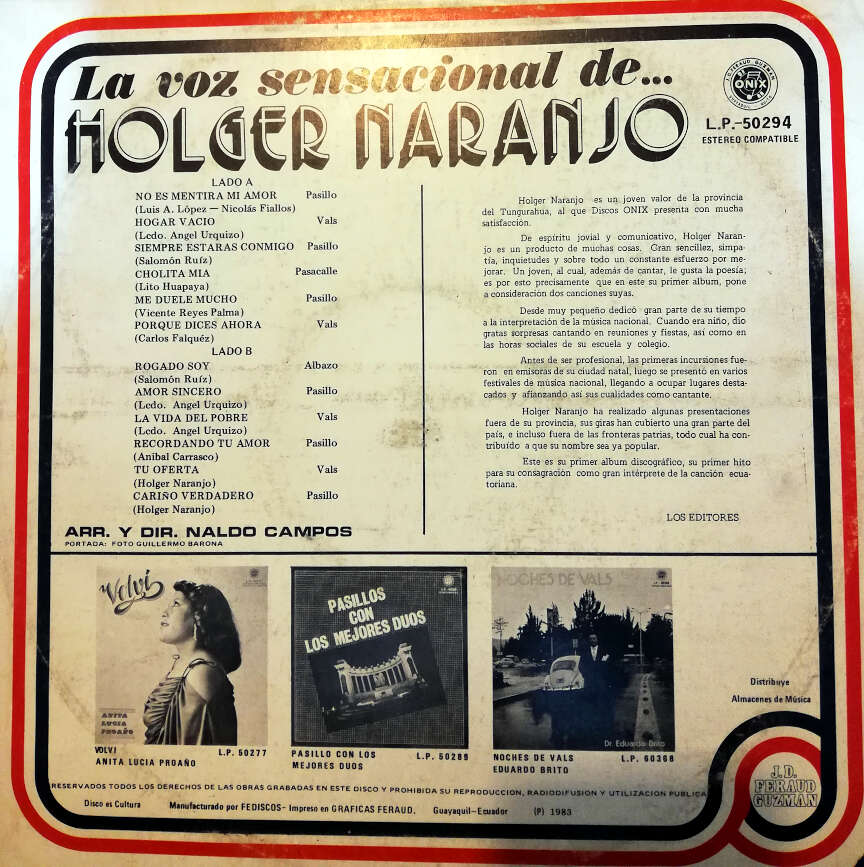 La voz sensacional de...
HOLGER NARANJO
J.D. FERAUD GUZMAN
ONIX
L.P.-50294
ESTEREO COMPATIBLE
LADO A
NO ES MENTIRA MI AMOR Pasillo
(Luis A. López — Nicolás Fiallos)
HOGAR VACIO Vals
(Lcdo. Angel Urquizo)
SIEMPRE ESTARAS CONMIGO Pasillo
(Salomón Ruíz)
CHOLITA MIA Pasacalle
(Lito Huapaya)
ME DUELE MUCHO Pasillo
(Vicente Reyes Palma)
PORQUE DICES AHORA Vals
(Carlos Falquéz)
LADO B
ROGADO SOY Albazo
(Salomón Ruíz)
AMOR SINCERO Pasillo
(Lcdo. Angel Urquizo)
LA VIDA DEL POBRE Vals
(Lcdo. Angel Urquizo)
RECORDANDO TU AMOR Pasillo
(Aníbal Carrasco)
TU OFERTA Vals
(Holger Naranjo)
CARIÑO VERDADERO Pasillo
(Holger Naranjo)
ARR. Y DIR. NALDO CAMPOS
PORTADA: FOTO GUILLERMO BARONA
Holger Naranjo es un joven valor de la provincia
del Tungurahua, al que Discos ONIX presenta con mucha
satisfacción.
De espíritu jovial y comunicativo, Holger Naran-
jo es un producto de muchas cosas. Gran sencillez, simpa-
tía, inquietudes y sobre todo un constante esfuerzo por me-
jorar. Un joven, al cual, además de cantar, le gusta la poesía;
es por esto precisamente que en este su primer album, pone
a consideración dos canciones suyas.
Desde muy pequeño dedicó gran parte de su tiempo
a la interpretación de la música nacional. Cuando era niño, dio
gratas sorpresas cantando en reuniones y fiestas, así como en
las horas sociales de su escuela y colegio.
Antes de ser profesional, las primeras incursiones fue-
ron en emisoras de su ciudad natal, luego se presentó en varios
festivales de música nacional, llegando a ocupar lugares desta-
cados y afianzando así sus cualidades como cantante.
Holger Naranjo ha realizado algunas presentaciones
fuera de su provincia, sus giras han cubierto una gran parte del
país, e incluso fuera de las fronteras patrias, todo cual ha con-
tribuído a que su nombre sea ya popular.
Este es su primer album discográfico, su primer hito
para su consagración como gran intérprete de la canción ecua-
toriana.
LOS EDITORES
Volví
ANITA
LUCIA
PROAÑO
VOLVI L.P. 50277
ANITA LUCIA PROAÑO
PASILLOS
CON
LOS MEJORES DUOS
PASILLO CON LOS L.P. 50289
MEJORES DUOS
NOCHES DE VALS
Dr. Eduardo Brito
NOCHES DE VALS L.P. 60368
EDUARDO BRITO
Distribuye
Almacenes de Música
J.D.
FERAUD
GUZMAN
RESERVADOS TODOS LOS DERECHOS DE LAS OBRAS GRABADAS EN ESTE DISCO Y PROHIBIDA SU REPRODUCCION, RADIODIFUSION Y UTILIZACION PUBLICA
Disco es Cultura Manufacturado por FEDISCOS- Impreso en GRAFICAS FERAUD, Guayaquil-Ecuador (P) 1983